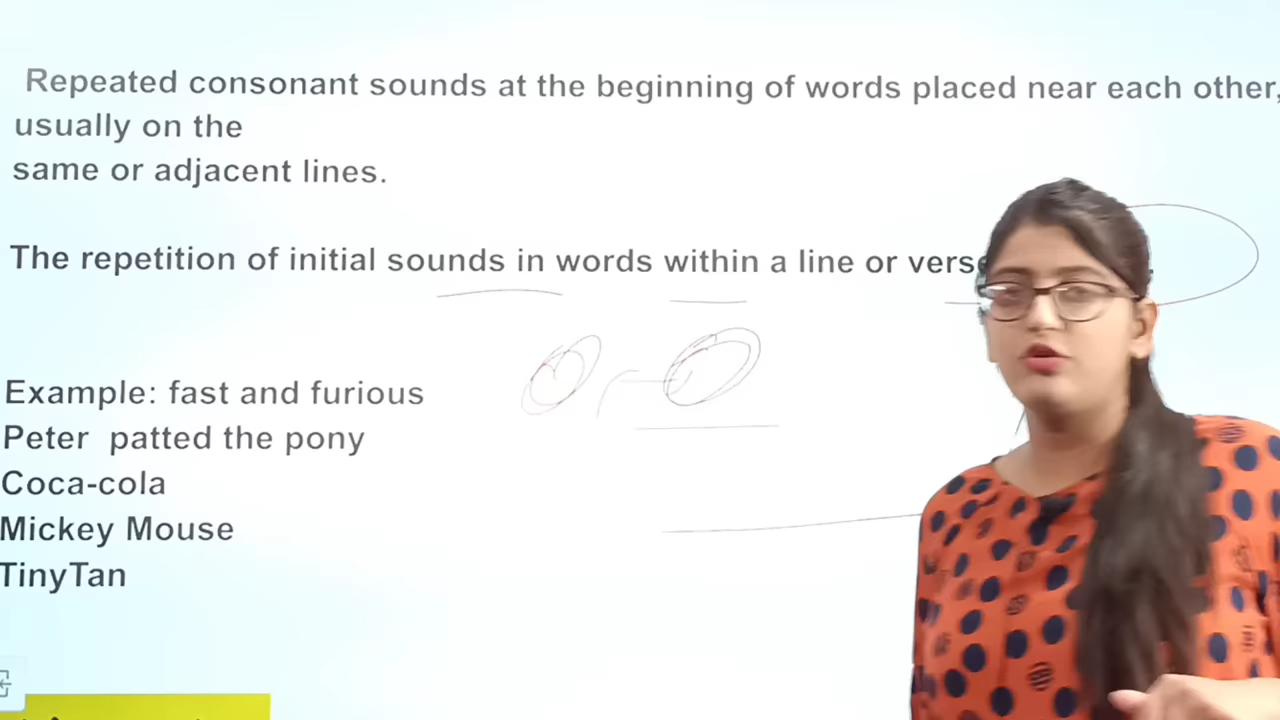 Repeated consonant sounds at the beginning of words placed near each other,
usually on the
same or adjacent lines.
The repetition of initial sounds in words within a line or
Example: fast and furious
Peter patted the pony
Coca-cola
Mickey Mouse
TinyTan